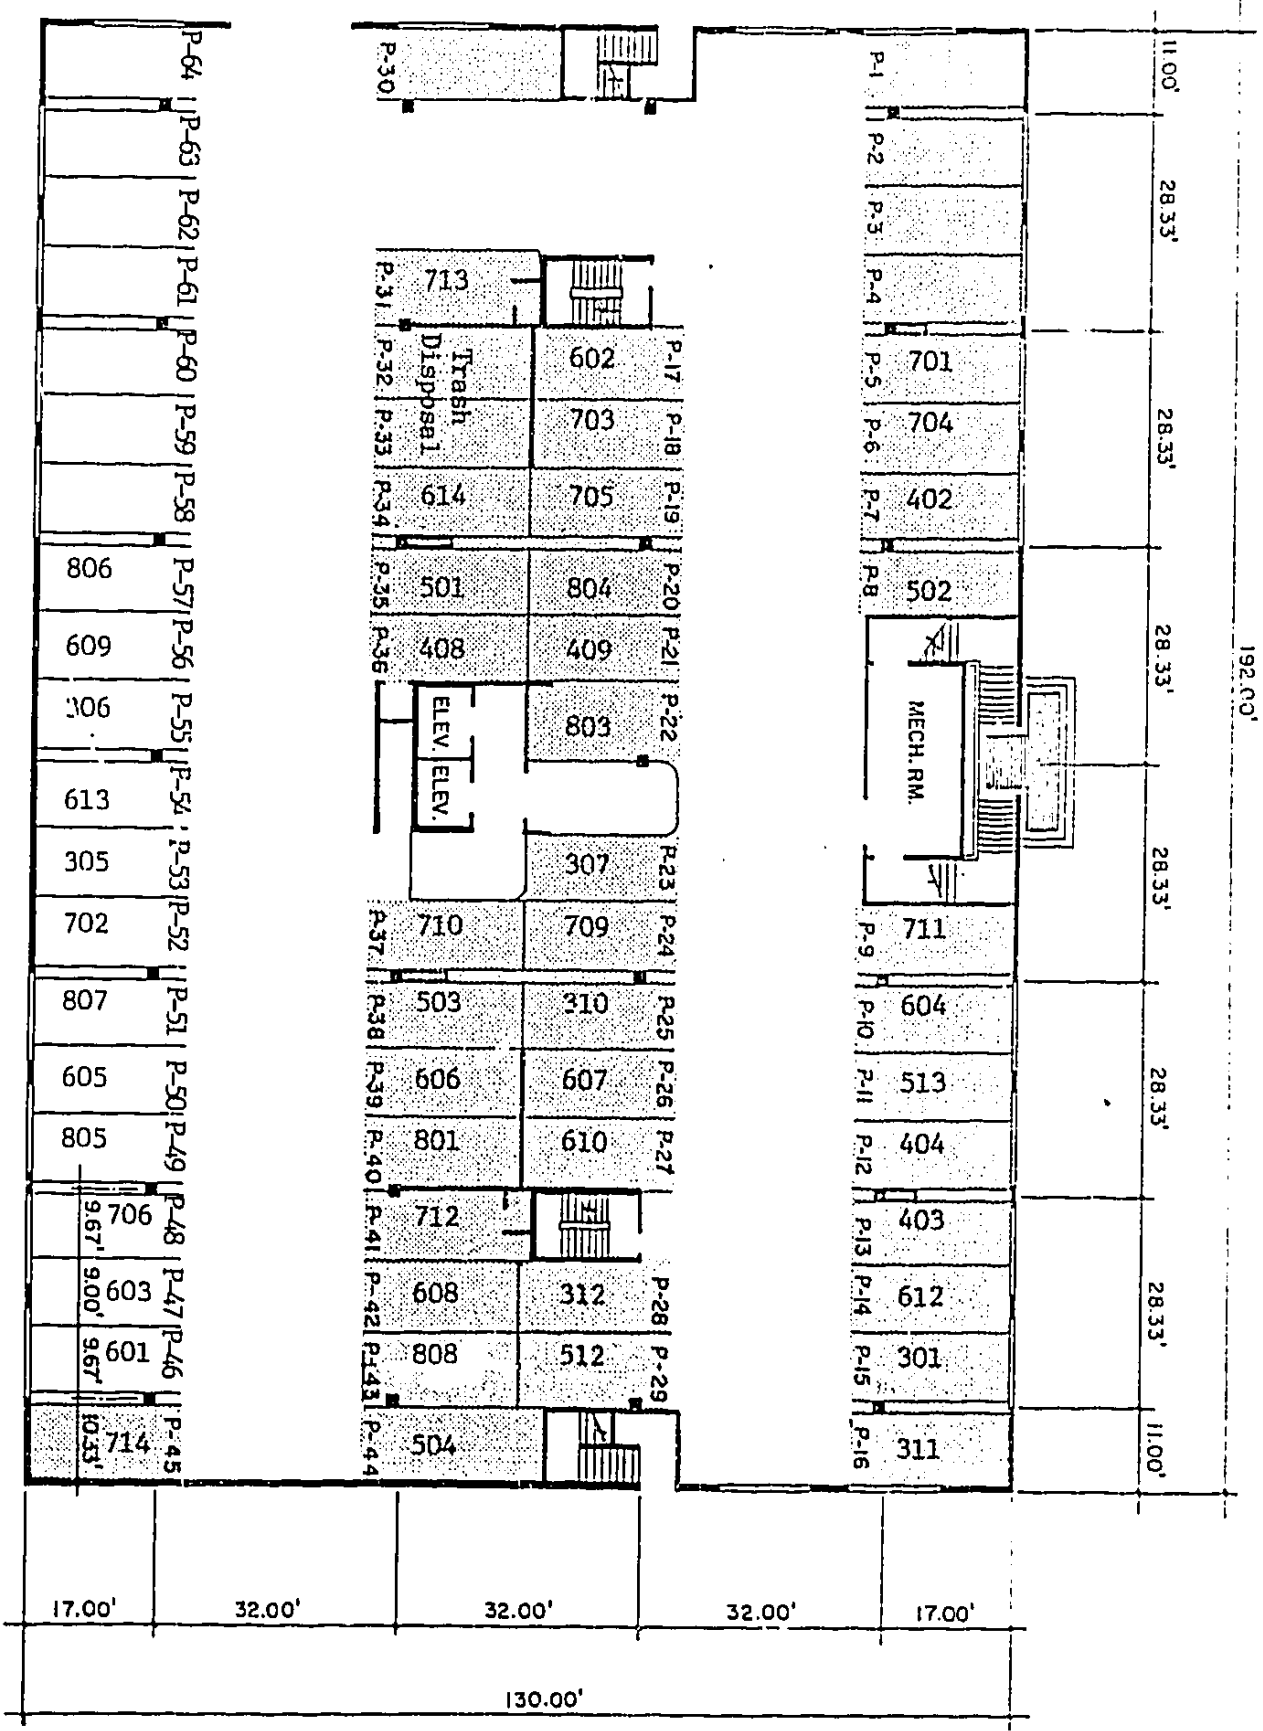 P-64
P-63
P-62
P-61
P-60
P-59
P-58
P-57
806
P-56
609
P-55
306
P-54
613
P-53
305
P-52
702
P-51
807
P-50
605
P-49
805
P-48
706
9.67'
P-47
603
9.00'
P-46
601
9.67'
P-45
714
10.33'
P-30
P-31
713
P-32
P-33
Trash
Disposal
P-34
614
P-35
501
P-36
408
ELEV.
ELEV.
P-37
710
P-38
503
P-39
606
P-40
801
P-41
712
P-42
608
P-43
808
P-44
504
602
P-17
703
P-18
705
P-19
804
P-20
409
P-21
803
P-22
307
P-23
709
P-24
310
P-25
607
P-26
610
P-27
312
P-28
512
P-29
P-1
P-2
P-3
P-4
P-5
701
P-6
704
P-7
402
P-8
502
MECH. RM.
P-9
711
P-10
604
P-11
513
P-12
404
P-13
403
P-14
612
P-15
301
P-16
311
11.00'
28.33'
28.33'
28.33'
28.33'
28.33'
28.33'
11.00'
192.00'
17.00'
32.00'
32.00'
32.00'
17.00'
130.00'